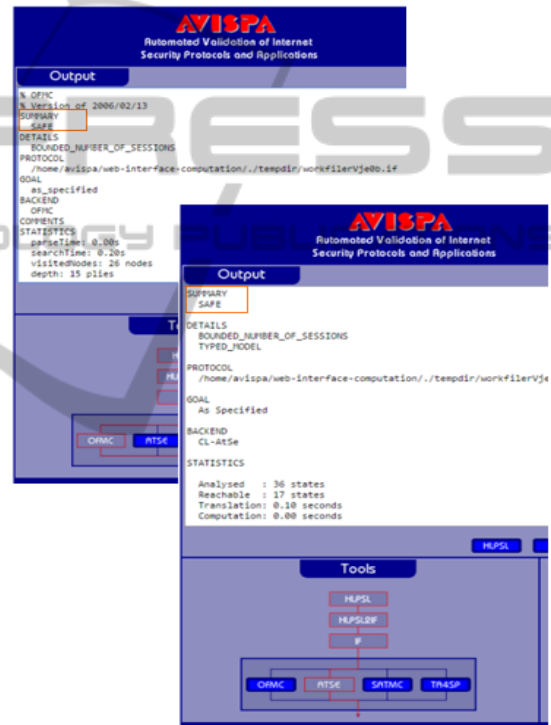 AVISPA
Automated Validation of Internet
Security Protocols and Applications
Output
% OFMC
% Version of 2006/02/13
SUMMARY
SAFE
DETAILS
BOUNDED_NUMBER_OF_SESSIONS
PROTOCOL
/home/avispa/web-interface-computation/./tempdir/workfilerVje0b.if
GOAL
as_specified
BACKEND
OFMC
COMMENTS
STATISTICS
parseTime: 0.00s
searchTime: 0.20s
visitedNodes: 26 nodes
depth: 15 plies
OFMC
ATSE
AVISPA
Automated Validation of Internet
Security Protocols and Applications
Output
SUMMARY
SAFE
DETAILS
BOUNDED_NUMBER_OF_SESSIONS
TYPED_MODEL
PROTOCOL
/home/avispa/web-interface-computation/./tempdir/workfilerVje
GOAL
As Specified
BACKEND
CL-AtSe
STATISTICS
Analysed : 36 states
Reachable : 17 states
Translation: 0.10 seconds
Computation: 0.00 seconds
HLPSL
Tools
HLPSL
HLPSL2IF
IF
OFMC ATSE SATMC TA4SP